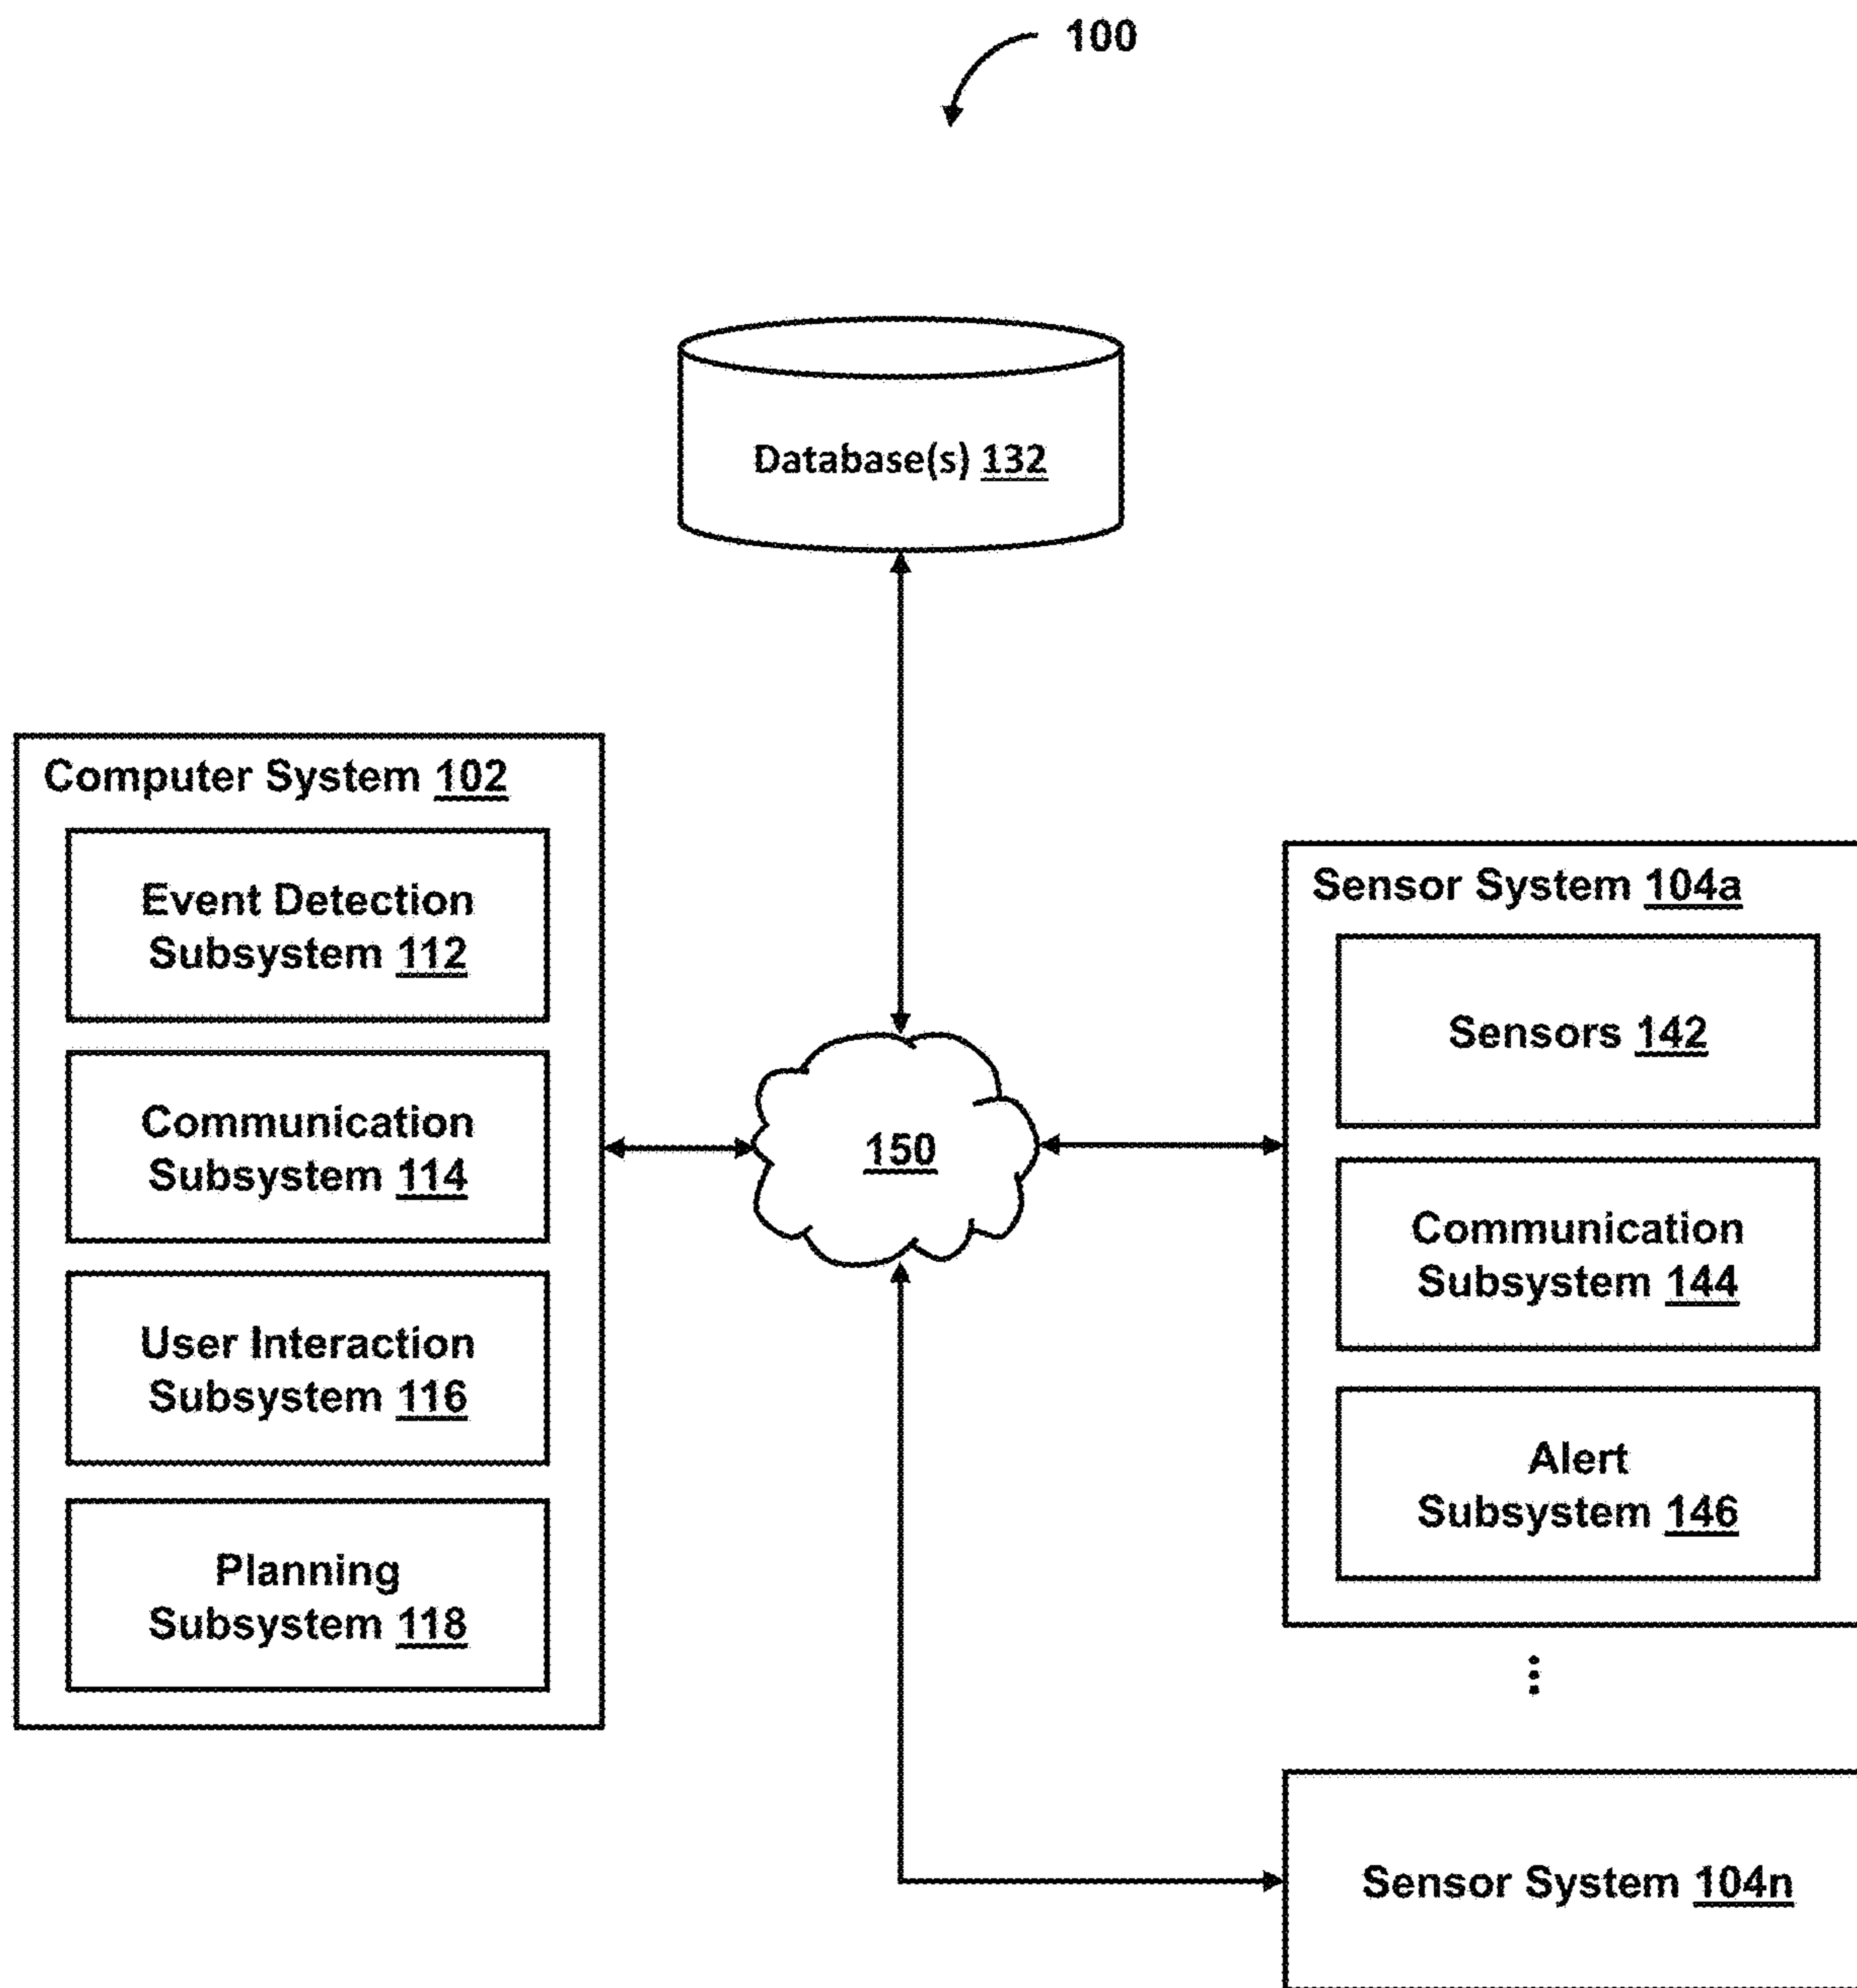 100
Database(s) 132
Computer System 102
Event Detection
Subsystem 112
Communication
Subsystem 114
User Interaction
Subsystem 116
Planning
Subsystem 118
150
Sensor System 104a
Sensors 142
Communication
Subsystem 144
Alert
Subsystem 146
Sensor System 104n